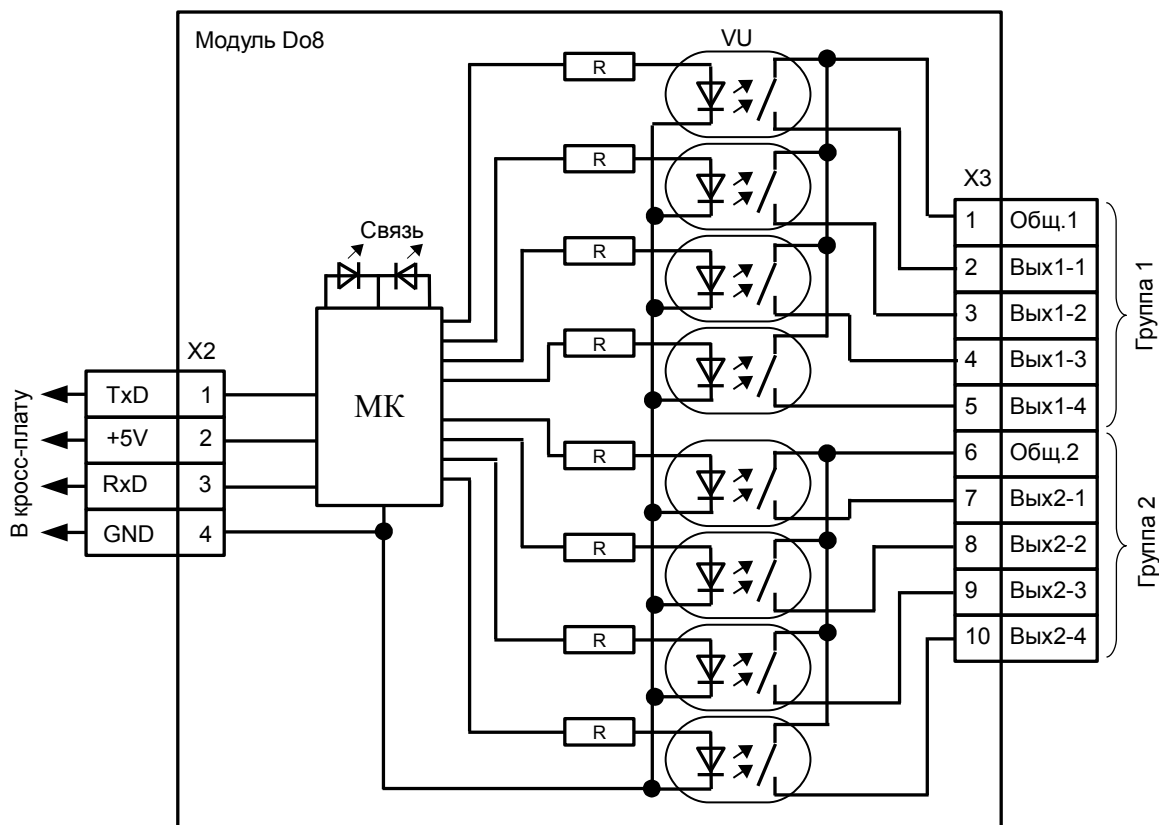 Модуль Do8
VU
R
R
R
R
R
R
R
R
Связь
МК
X2
TxD 1
+5V 2
RxD 3
GND 4
В кросс-плату
X3
1 Общ.1
2 Вых1-1
3 Вых1-2
4 Вых1-3
5 Вых1-4
6 Общ.2
7 Вых2-1
8 Вых2-2
9 Вых2-3
10 Вых2-4
Группа 1
Группа 2